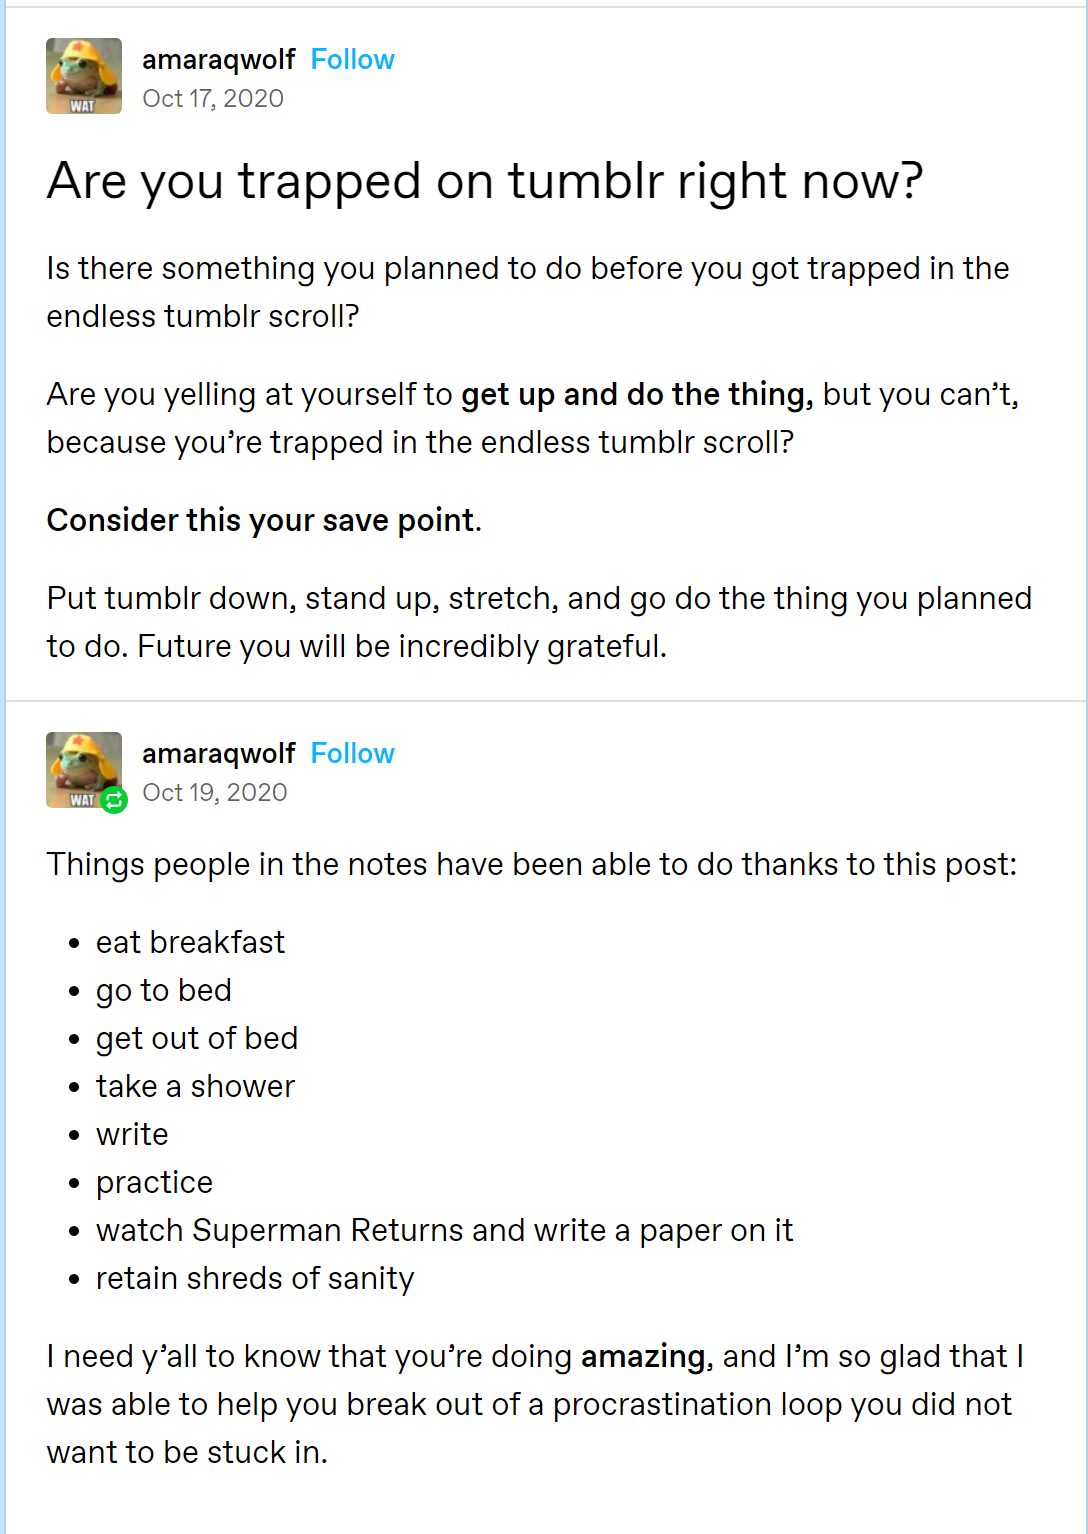 amaraqwolf Follow
Oct 17, 2020
WAT
Are you trapped on tumblr right now?
Is there something you planned to do before you got trapped in the
endless tumblr scroll?
Are you yelling at yourself to get up and do the thing, but you can’t,
because you’re trapped in the endless tumblr scroll?
Consider this your save point.
Put tumblr down, stand up, stretch, and go do the thing you planned
to do. Future you will be incredibly grateful.
amaraqwolf Follow
Oct 19, 2020
WAT
Things people in the notes have been able to do thanks to this post:
• eat breakfast
• go to bed
• get out of bed
• take a shower
• write
• practice
• watch Superman Returns and write a paper on it
• retain shreds of sanity
I need y’all to know that you’re doing amazing, and I’m so glad that I
was able to help you break out of a procrastination loop you did not
want to be stuck in.